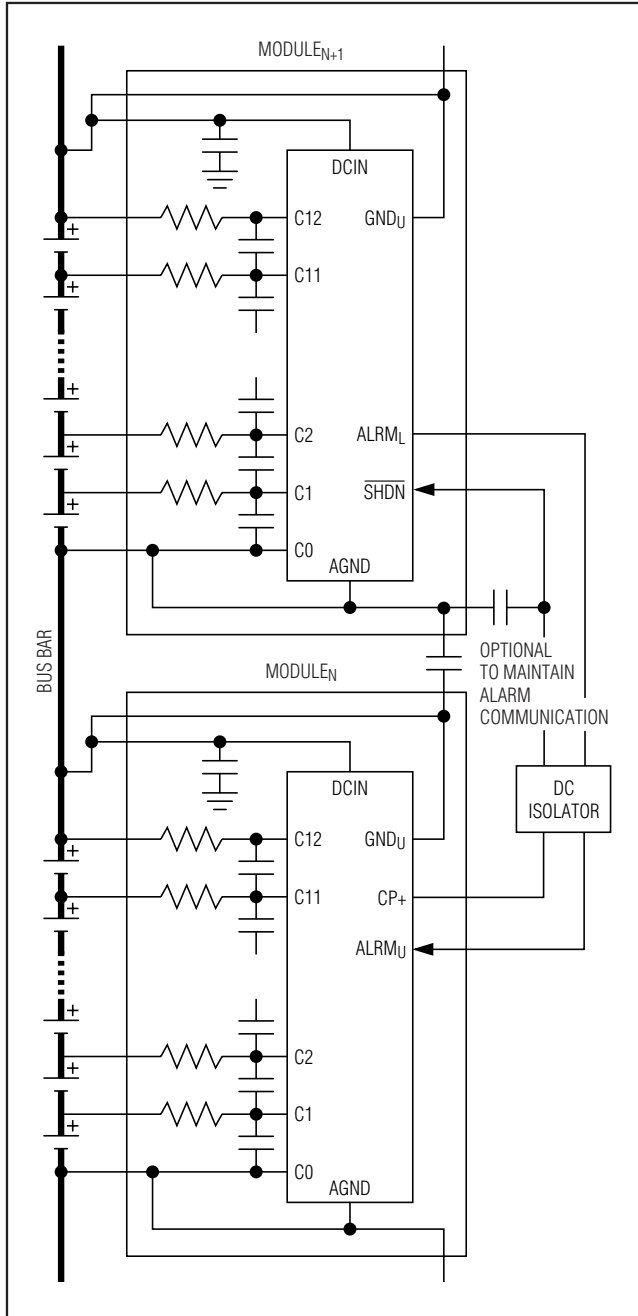 MODULEN+1
DCIN
C12
GNDU
+
C11
+
+
C2
ALRML
+
C1
SHDN
C0
AGND
BUS BAR
OPTIONAL
TO MAINTAIN
ALARM
COMMUNICATION
MODULEN
DC
ISOLATOR
DCIN
C12
GNDU
+
C11
CP+
+
ALRMU
+
C2
+
C1
C0
AGND